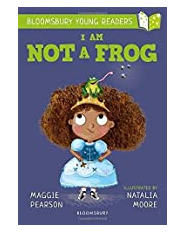 BLOOMSBURY YOUNG READERS
I AM
NOT A FROG
MAGGIE
PEARSON
ILLUSTRATED BY
NATALIA
MOORE
BLOOMSBURY